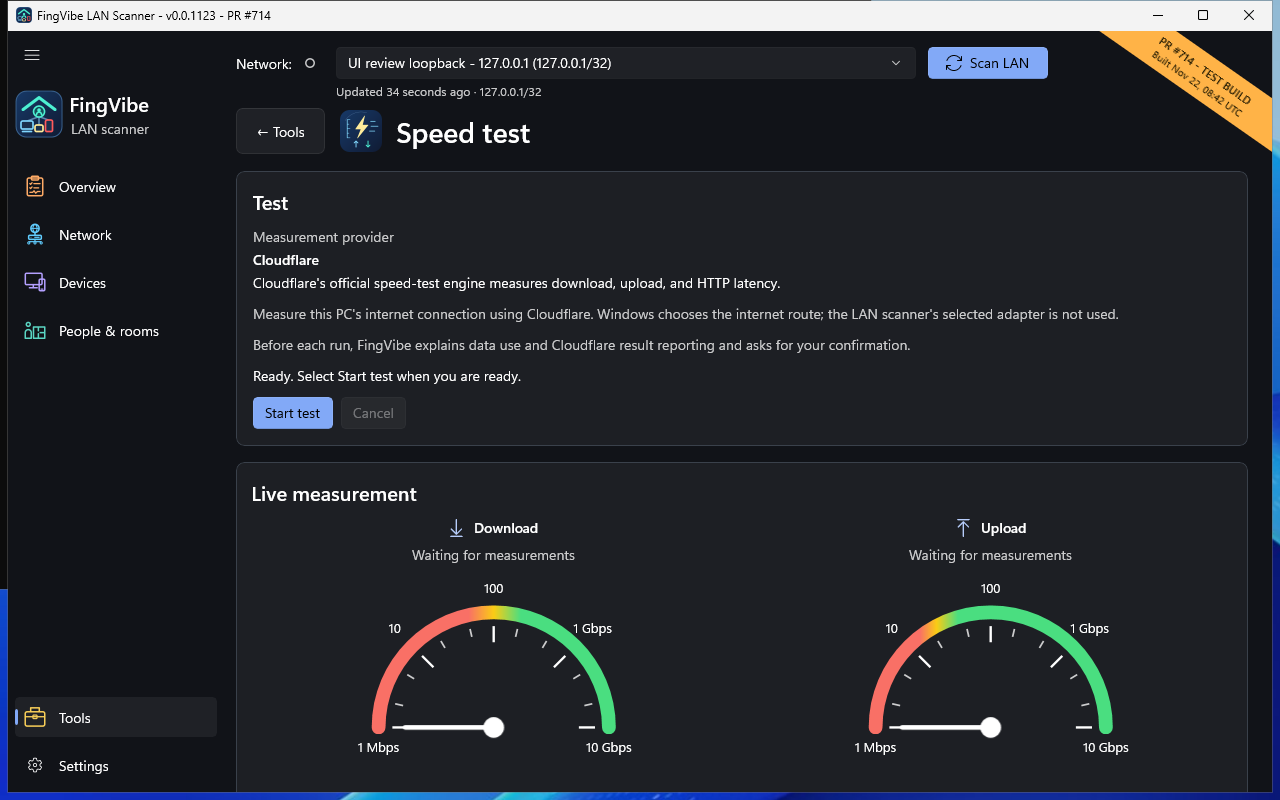 FingVibe LAN Scanner - v0.0.1123 - PR #714
PR #714 - TEST BUILD
Built Nov 22, 08:42 UTC
Network:
UI review loopback - 127.0.0.1 (127.0.0.1/32)
Scan LAN
Updated 34 seconds ago · 127.0.0.1/32
FingVibe
LAN scanner
Overview
Network
Devices
People & rooms
Tools
Settings
← Tools
Speed test
Test
Measurement provider
Cloudflare
Cloudflare's official speed-test engine measures download, upload, and HTTP latency.
Measure this PC's internet connection using Cloudflare. Windows chooses the internet route; the LAN scanner's selected adapter is not used.
Before each run, FingVibe explains data use and Cloudflare result reporting and asks for your confirmation.
Ready. Select Start test when you are ready.
Start test
Cancel
Live measurement
Download
Waiting for measurements
1 Mbps
10
100
1 Gbps
10 Gbps
Upload
Waiting for measurements
1 Mbps
10
100
1 Gbps
10 Gbps